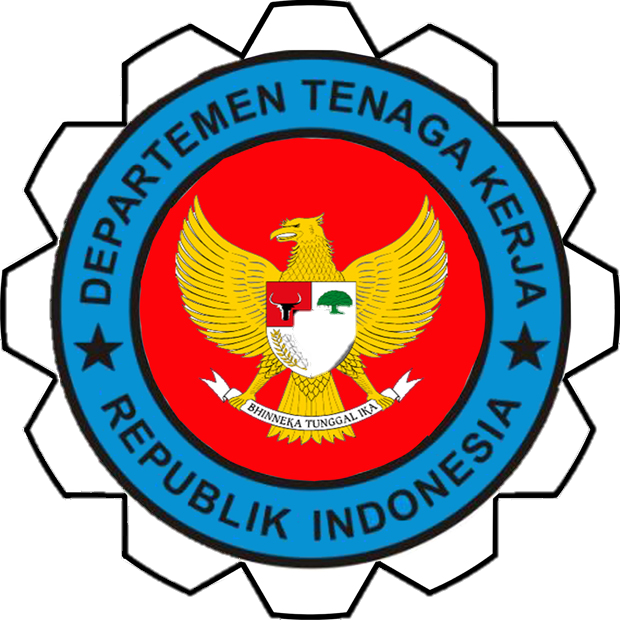 DEPARTEMEN TENAGA KERJA
REPUBLIK INDONESIA
BHINNEKA TUNGGAL IKA